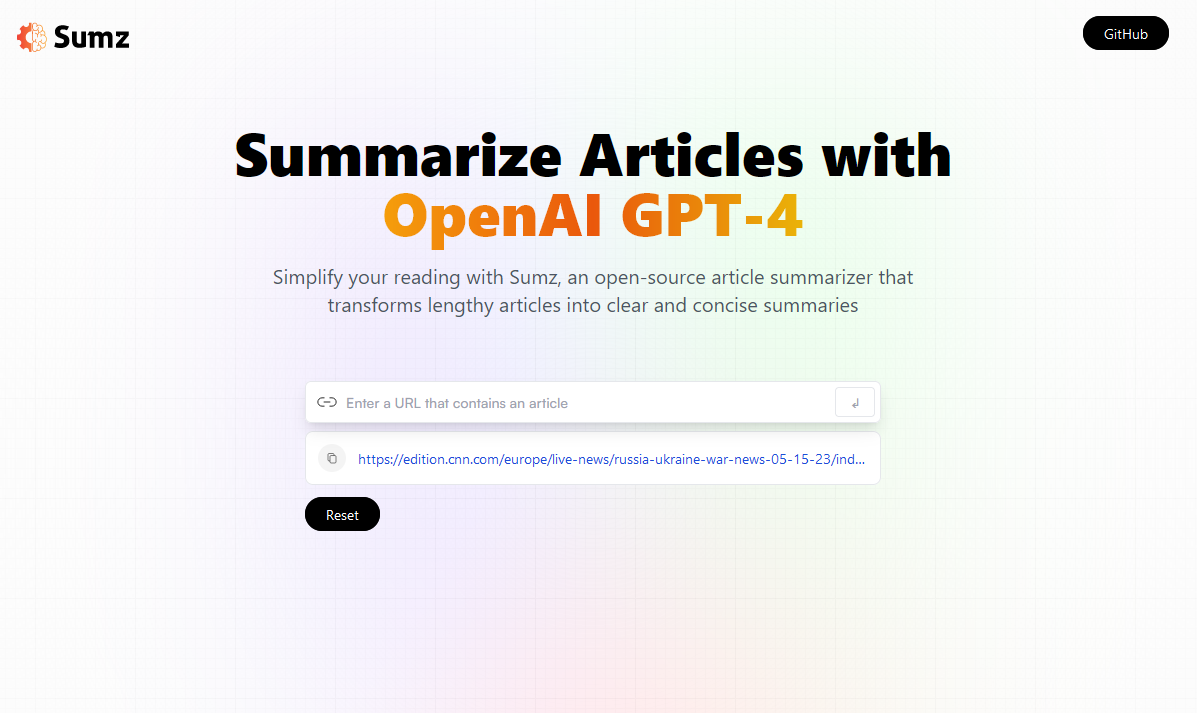 Sumz
GitHub
Summarize Articles with
OpenAI GPT-4
Simplify your reading with Sumz, an open-source article summarizer that
transforms lengthy articles into clear and concise summaries
Enter a URL that contains an article
↲
https://edition.cnn.com/europe/live-news/russia-ukraine-war-news-05-15-23/ind...
Reset